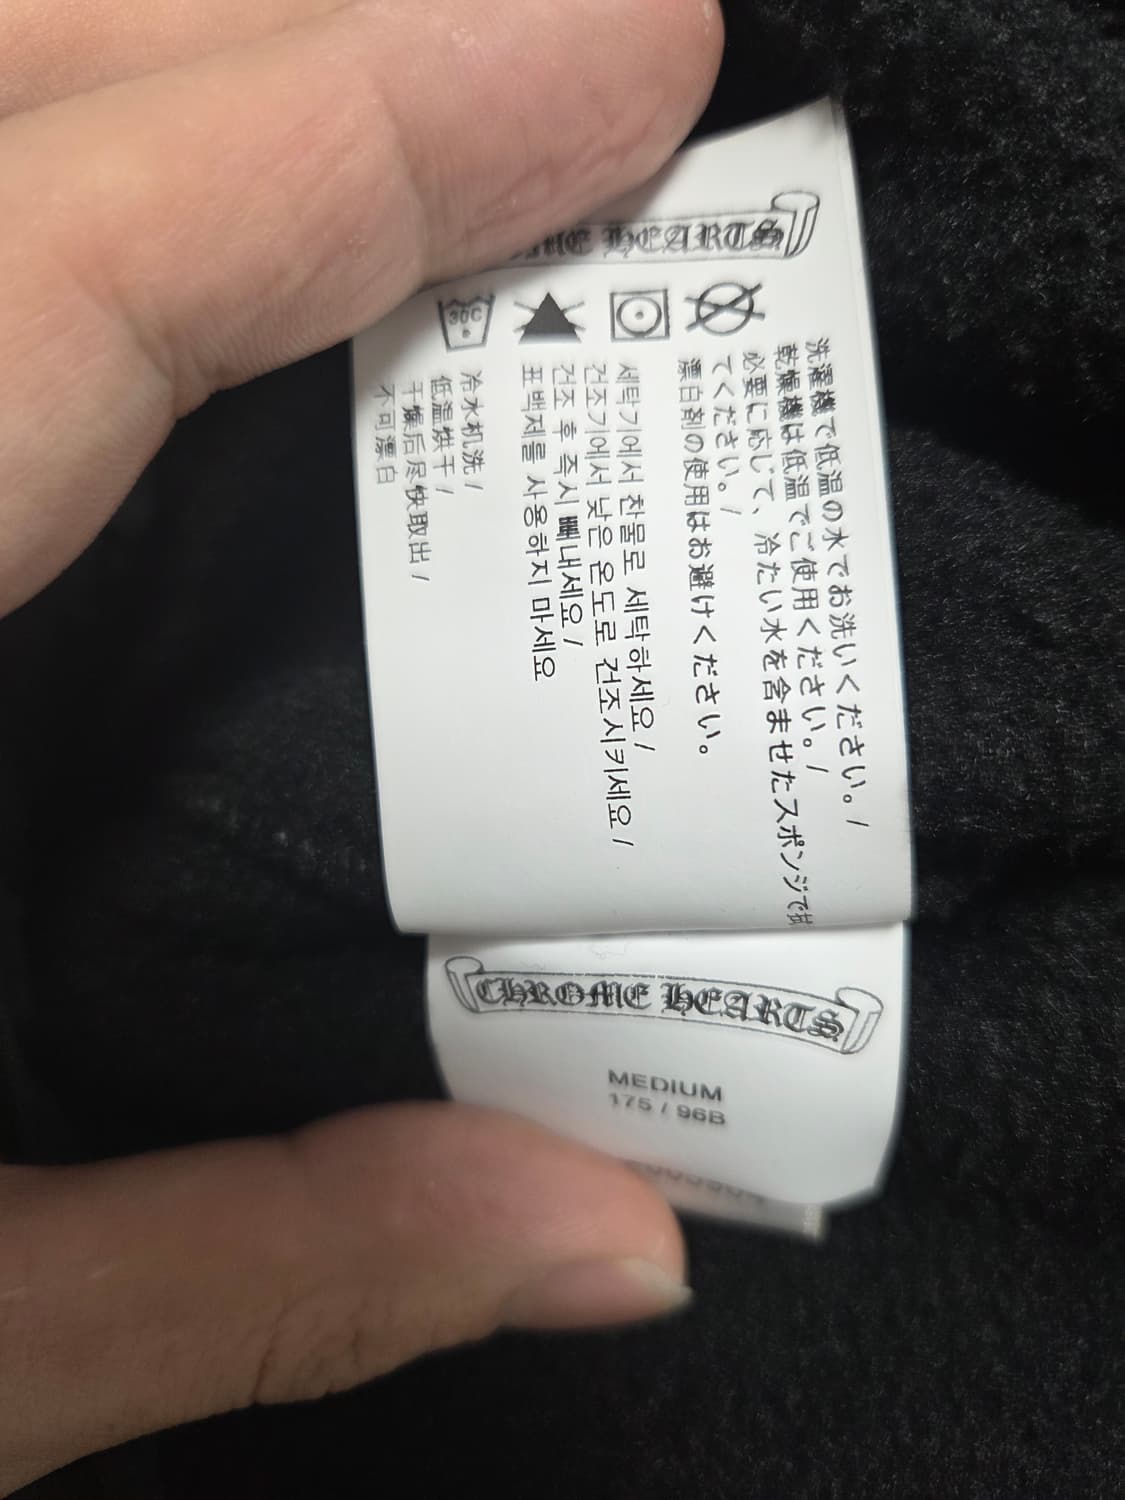 HEARTS
30C
洗濯機で低温の水でお洗いください。/
乾燥機は低温でご使用ください。/
必要に応じて、冷たい水を含ませたスポンジで拭
てください。/
漂白剤の使用はお避けください。
세탁기에서 찬물로 세탁하세요 /
건조기에서 낮은 온도로 건조시키세요 /
건조 후 즉시 빼내세요 /
표백제를 사용하지 마세요
冷水机洗 /
低温烘干 /
干燥后尽快取出 /
不可漂白
CHROME HEARTS
MEDIUM
175 / 96B